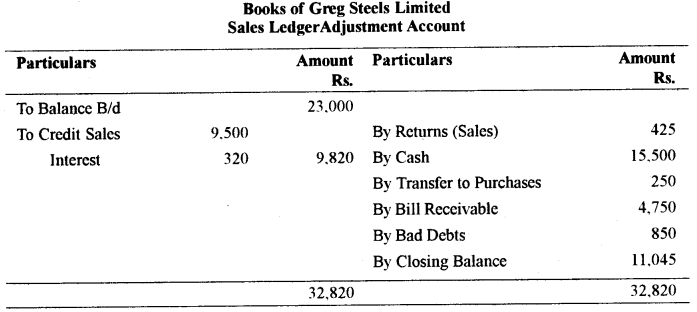 Books of Greg Steels Limited
Sales LedgerAdjustment Account
Particulars Amount Particulars Amount
Rs. Rs.
To Balance B/d 23,000
To Credit Sales 9,500 By Returns (Sales) 425
Interest 320 9,820 By Cash 15,500
By Transfer to Purchases 250
By Bill Receivable 4,750
By Bad Debts 850
By Closing Balance 11,045
32,820 32,820